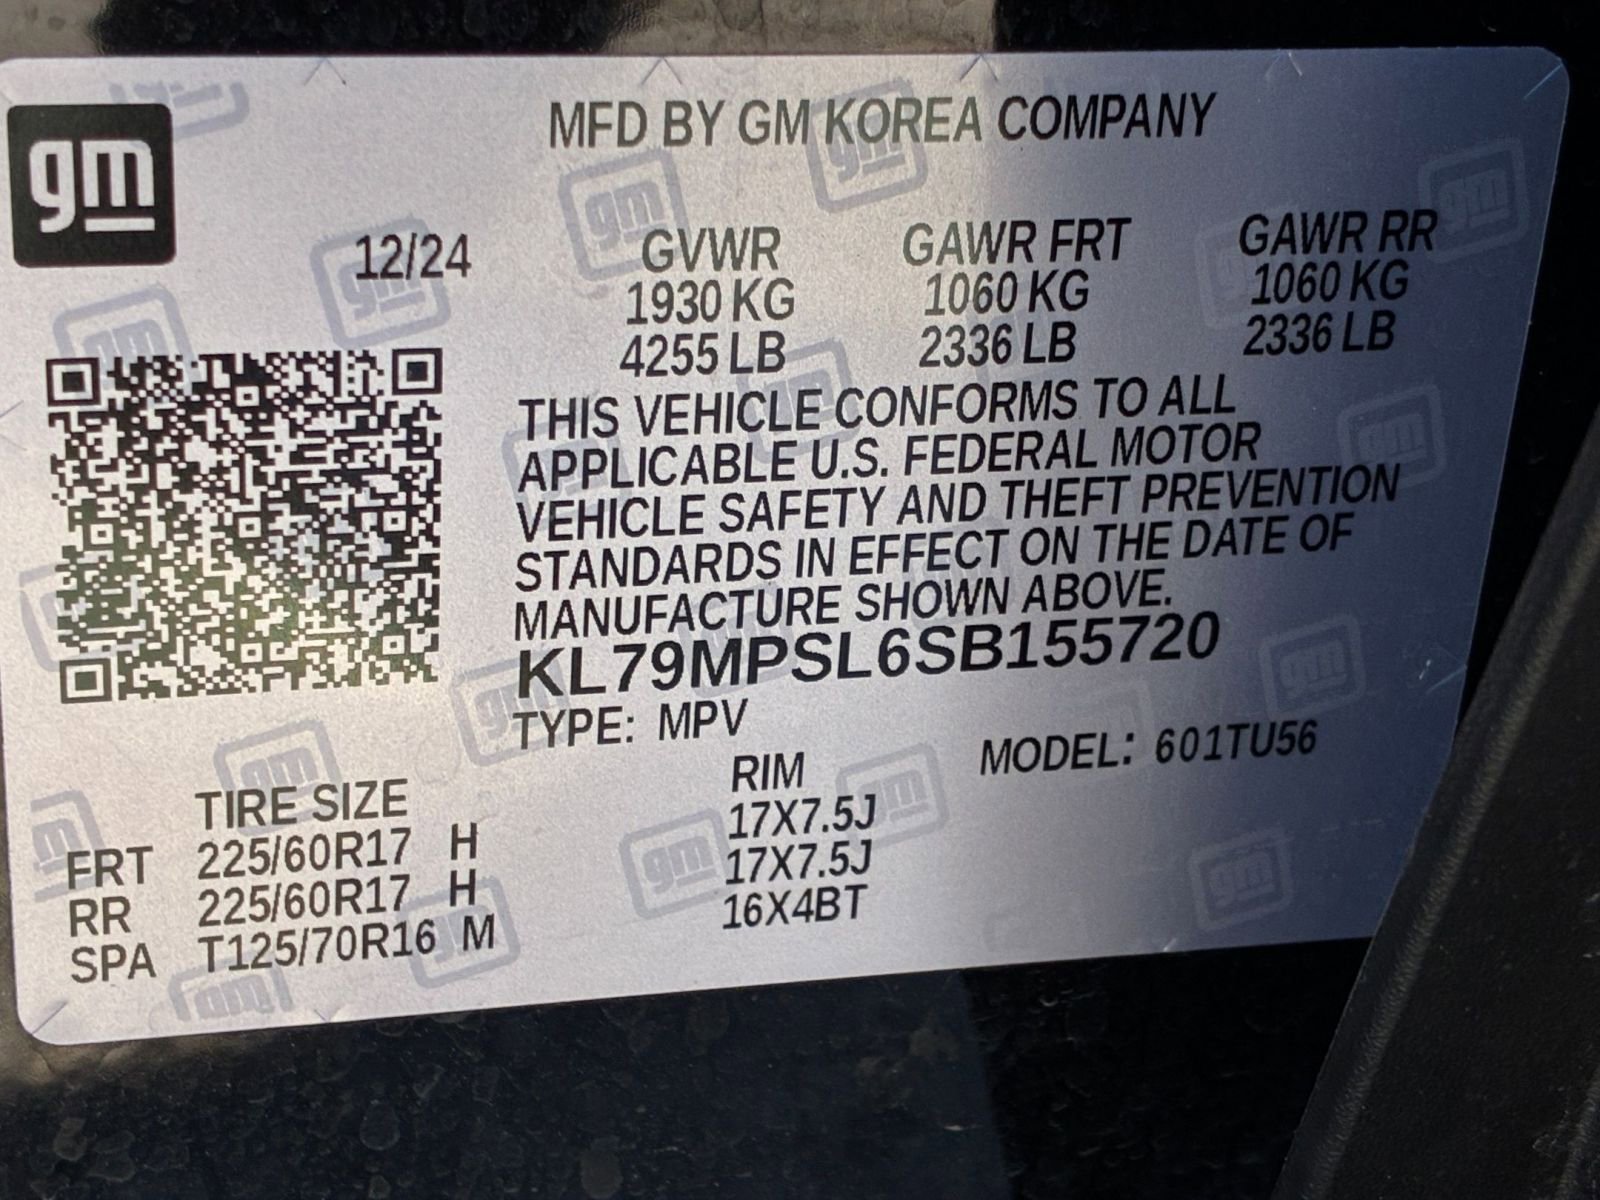 gm
MFD BY GM KOREA COMPANY
12/24
GVWR GAWR FRT GAWR RR
1930 KG 1060 KG 1060 KG
4255 LB 2336 LB 2336 LB
THIS VEHICLE CONFORMS TO ALL
APPLICABLE U.S. FEDERAL MOTOR
VEHICLE SAFETY AND THEFT PREVENTION
STANDARDS IN EFFECT ON THE DATE OF
MANUFACTURE SHOWN ABOVE.
KL79MPSL6SB155720
TYPE: MPV
MODEL: 601TU56
TIRE SIZE RIM
FRT 225/60R17 H 17X7.5J
RR 225/60R17 H 17X7.5J
SPA T125/70R16 M 16X4BT